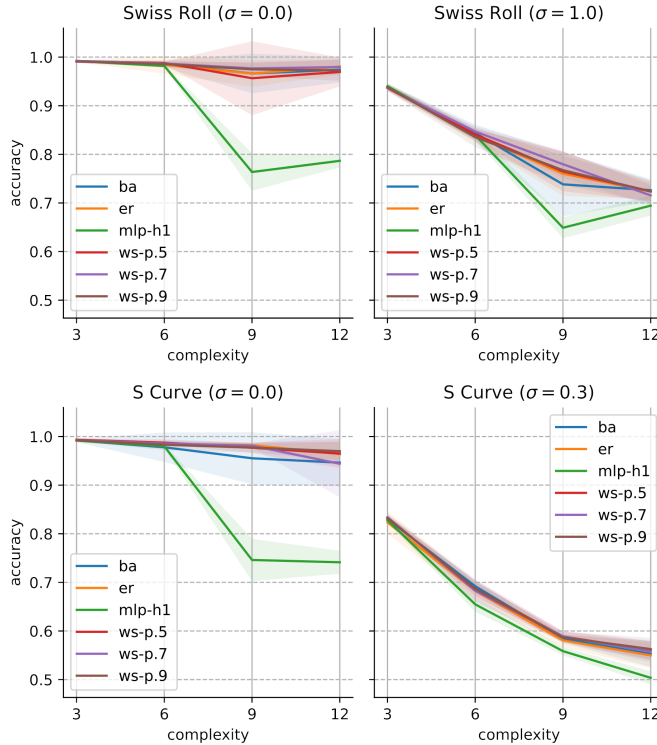 Swiss Roll (σ = 0.0)
1.0
0.9
0.8
0.7
0.6
0.5
accuracy
ba
er
mlp-h1
ws-p.5
ws-p.7
ws-p.9
3 6 9 12
complexity
Swiss Roll (σ = 1.0)
ba
er
mlp-h1
ws-p.5
ws-p.7
ws-p.9
3 6 9 12
complexity
S Curve (σ = 0.0)
1.0
0.9
0.8
0.7
0.6
0.5
accuracy
ba
er
mlp-h1
ws-p.5
ws-p.7
ws-p.9
3 6 9 12
complexity
S Curve (σ = 0.3)
ba
er
mlp-h1
ws-p.5
ws-p.7
ws-p.9
3 6 9 12
complexity